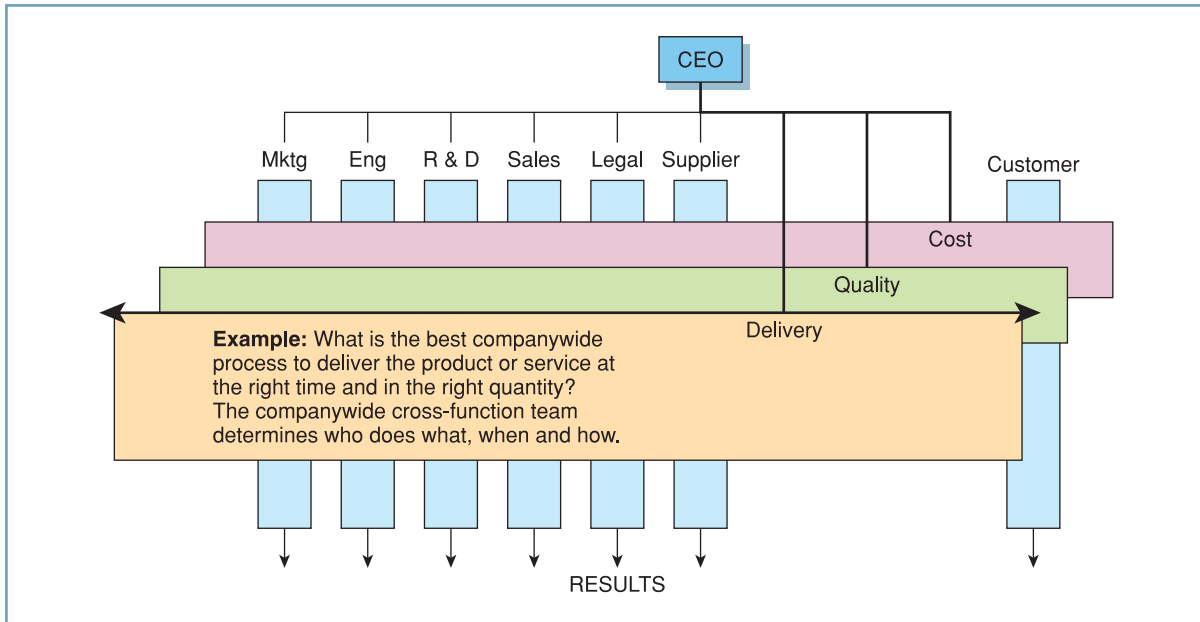 CEO
Mktg
Eng
R & D
Sales
Legal
Supplier
Customer
Cost
Quality
Delivery
Example: What is the best companywide
process to deliver the product or service at
the right time and in the right quantity?
The companywide cross-function team
determines who does what, when and how.
RESULTS